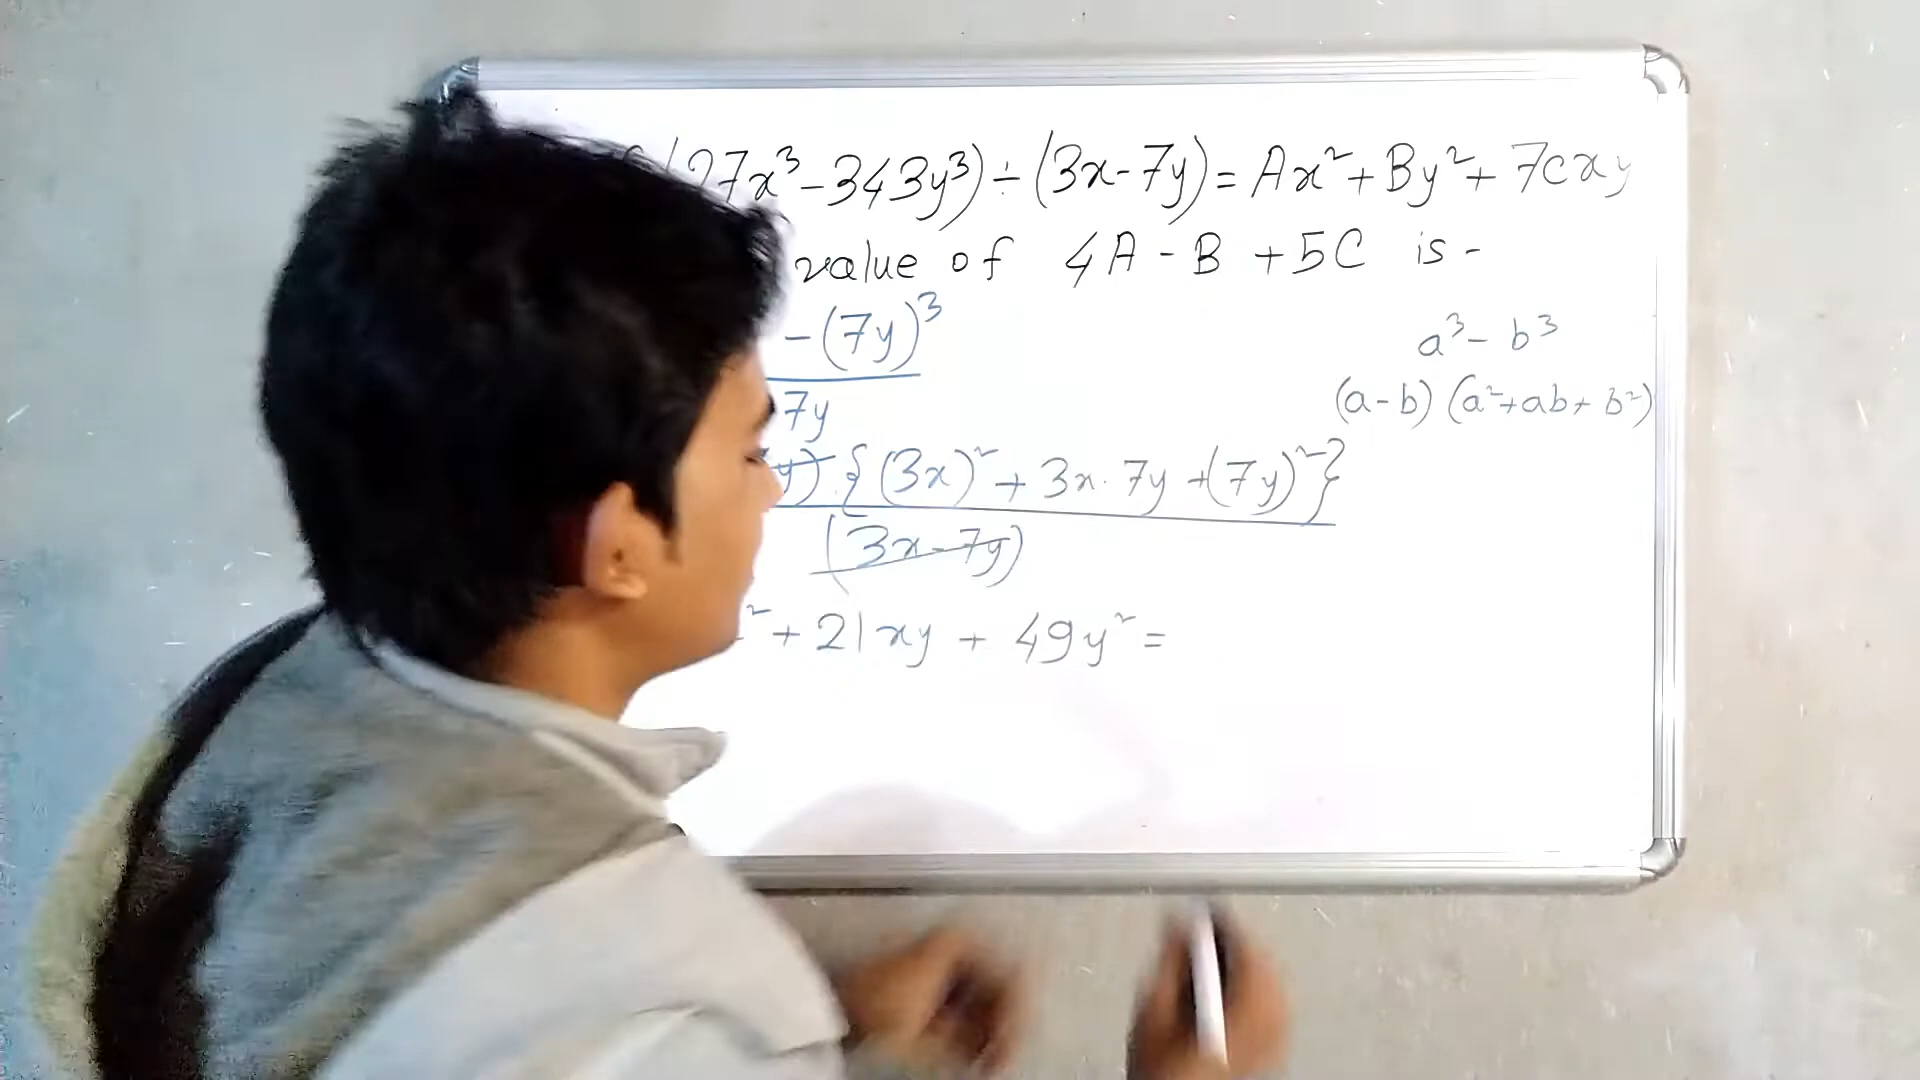 27x³-343y³)÷(3x-7y)=Ax²+By²+7cxy
value of 4A-B+5C is-
-(7y)³
7y
a³-b³
(a-b)(a²+ab+b²)
y).{(3x)²+3x.7y+(7y)²}
(3x-7y)
²+21xy+49y²=